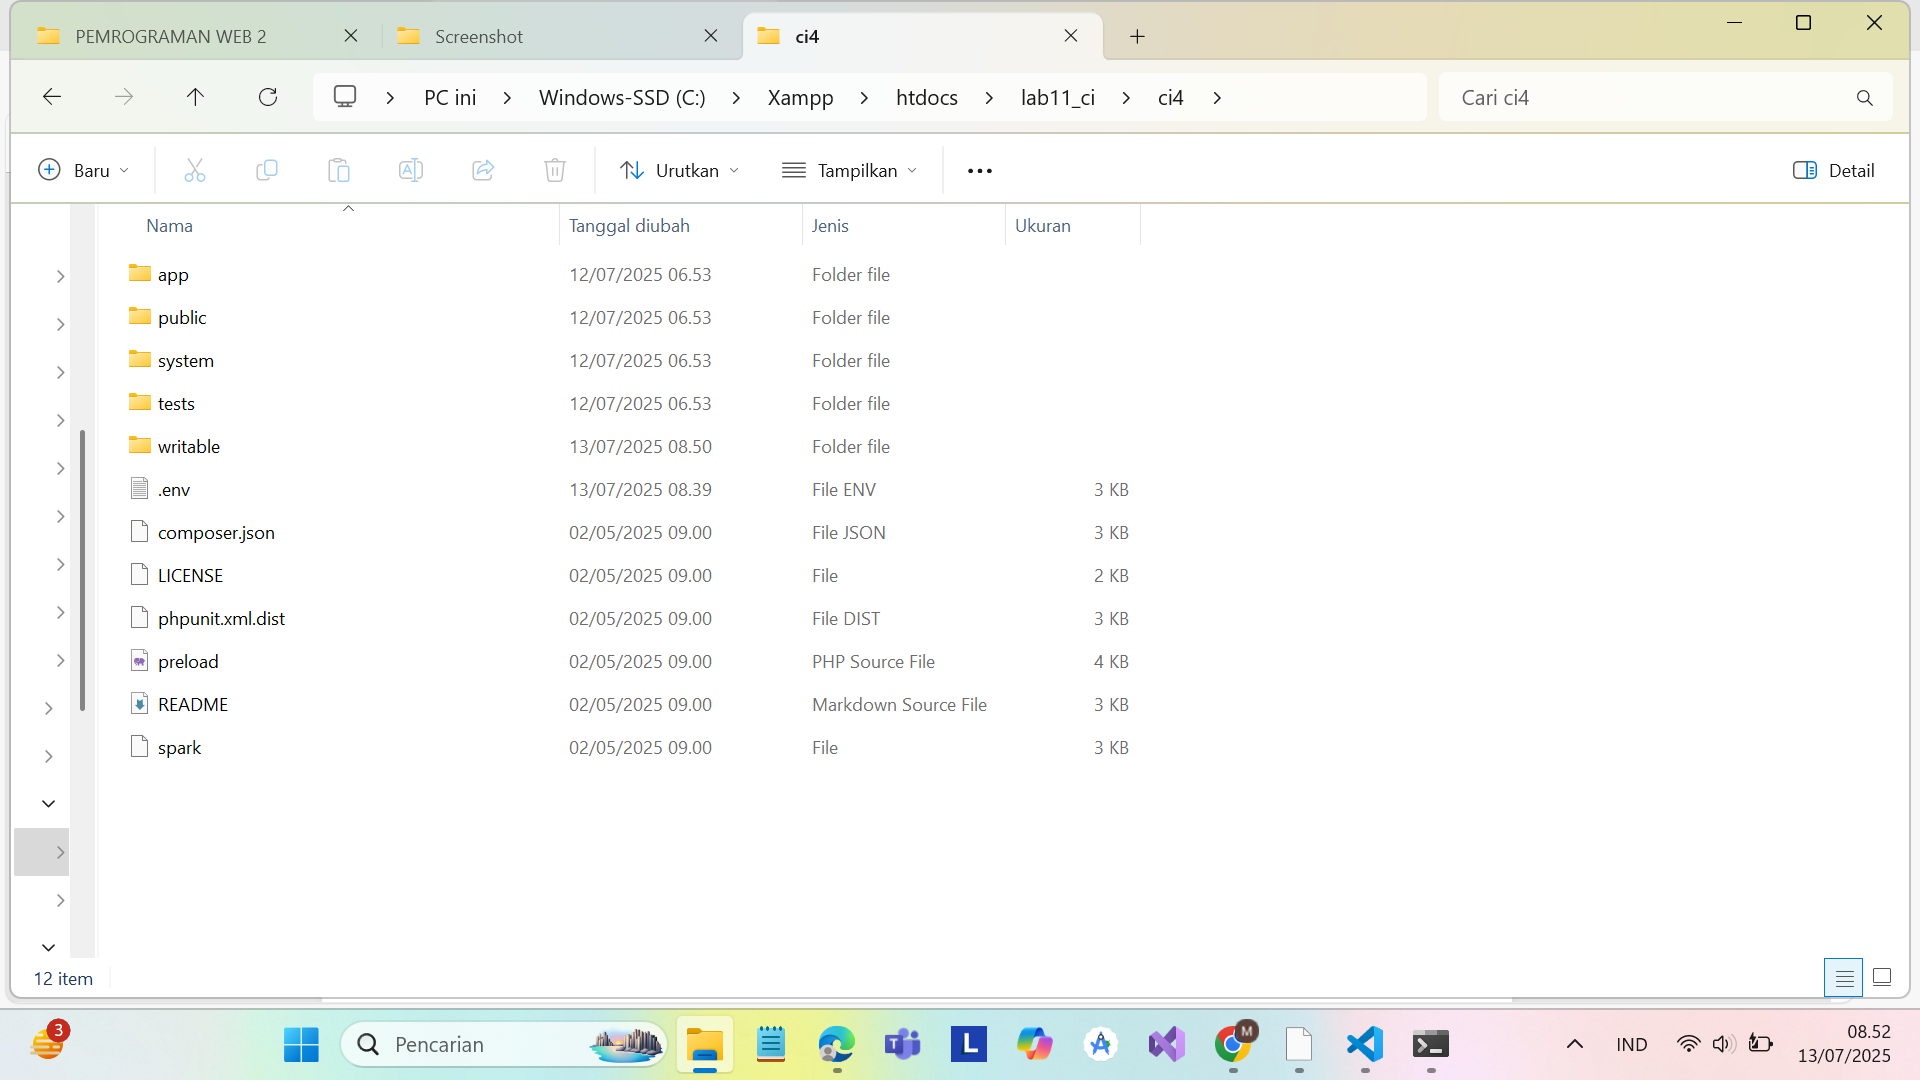 PEMROGRAMAN WEB 2
Screenshot
ci4
PC ini
Windows-SSD (C:)
Xampp
htdocs
lab11_ci
ci4
Cari ci4
Baru
Urutkan
Tampilkan
Detail
Nama Tanggal diubah Jenis Ukuran
app 12/07/2025 06.53 Folder file
public 12/07/2025 06.53 Folder file
system 12/07/2025 06.53 Folder file
tests 12/07/2025 06.53 Folder file
writable 13/07/2025 08.50 Folder file
.env 13/07/2025 08.39 File ENV 3 KB
composer.json 02/05/2025 09.00 File JSON 3 KB
LICENSE 02/05/2025 09.00 File 2 KB
phpunit.xml.dist 02/05/2025 09.00 File DIST 3 KB
preload 02/05/2025 09.00 PHP Source File 4 KB
README 02/05/2025 09.00 Markdown Source File 3 KB
spark 02/05/2025 09.00 File 3 KB
12 item
3
Pencarian
T
L
M
IND
08.52
13/07/2025